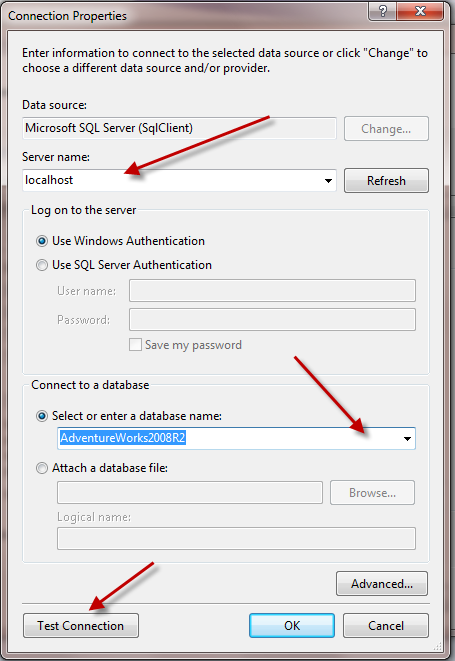 Connection Properties
Enter information to connect to the selected data source or click "Change" to
choose a different data source and/or provider.
Data source:
Microsoft SQL Server (SqlClient)
Change...
Server name:
localhost
Refresh
Log on to the server
Use Windows Authentication
Use SQL Server Authentication
User name:
Password:
Save my password
Connect to a database
Select or enter a database name:
AdventureWorks2008R2
Attach a database file:
Browse...
Logical name:
Advanced...
Test Connection
OK
Cancel